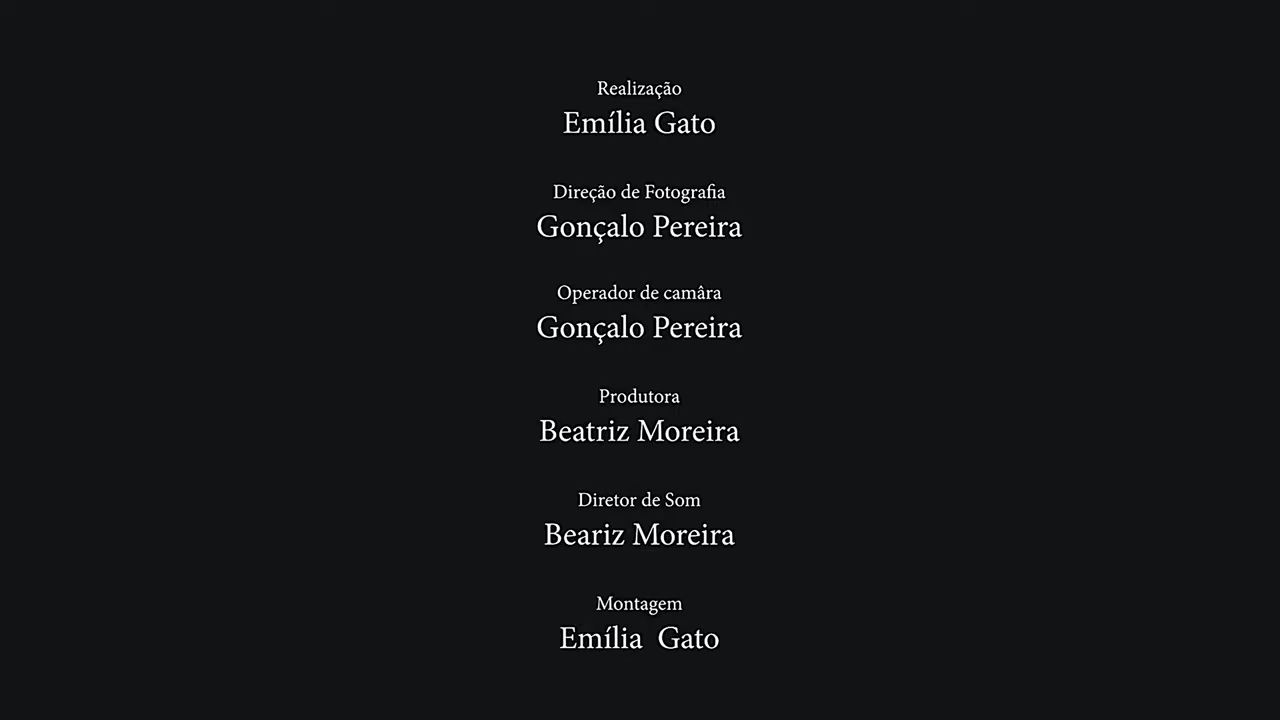 Realização
Emília Gato
Direção de Fotografia
Gonçalo Pereira
Operador de camâra
Gonçalo Pereira
Produtora
Beatriz Moreira
Diretor de Som
Beariz Moreira
Montagem
Emília  Gato